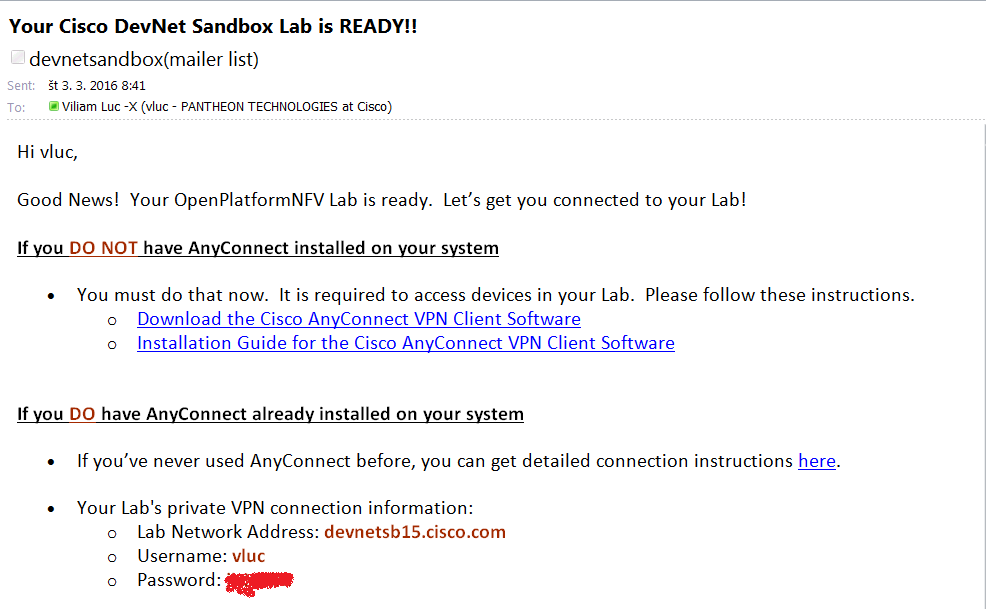 Your Cisco DevNet Sandbox Lab is READY!!
devnetsandbox(mailer list)
Sent: št 3. 3. 2016 8:41
To: Viliam Luc -X (vluc - PANTHEON TECHNOLOGIES at Cisco)
Hi vluc,
Good News!  Your OpenPlatformNFV Lab is ready.  Let’s get you connected to your Lab!
If you DO NOT have AnyConnect installed on your system
• You must do that now.  It is required to access devices in your Lab.  Please follow these instructions.
o Download the Cisco AnyConnect VPN Client Software
o Installation Guide for the Cisco AnyConnect VPN Client Software
If you DO have AnyConnect already installed on your system
• If you’ve never used AnyConnect before, you can get detailed connection instructions here.
• Your Lab's private VPN connection information:
o Lab Network Address: devnetsb15.cisco.com
o Username: vluc
o Password: